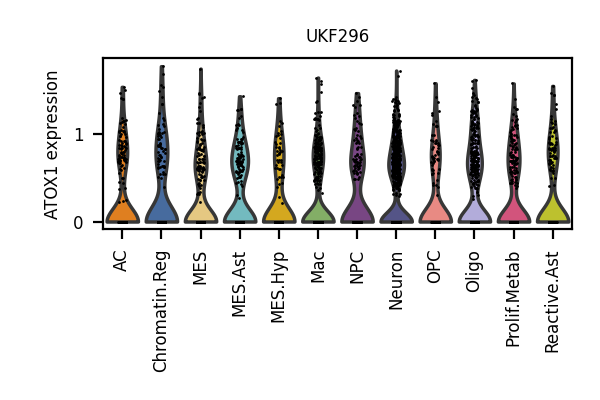 UKF296
ATOX1 expression
1
0
AC
Chromatin.Reg
MES
MES.Ast
MES.Hyp
Mac
NPC
Neuron
OPC
Oligo
Prolif.Metab
Reactive.Ast